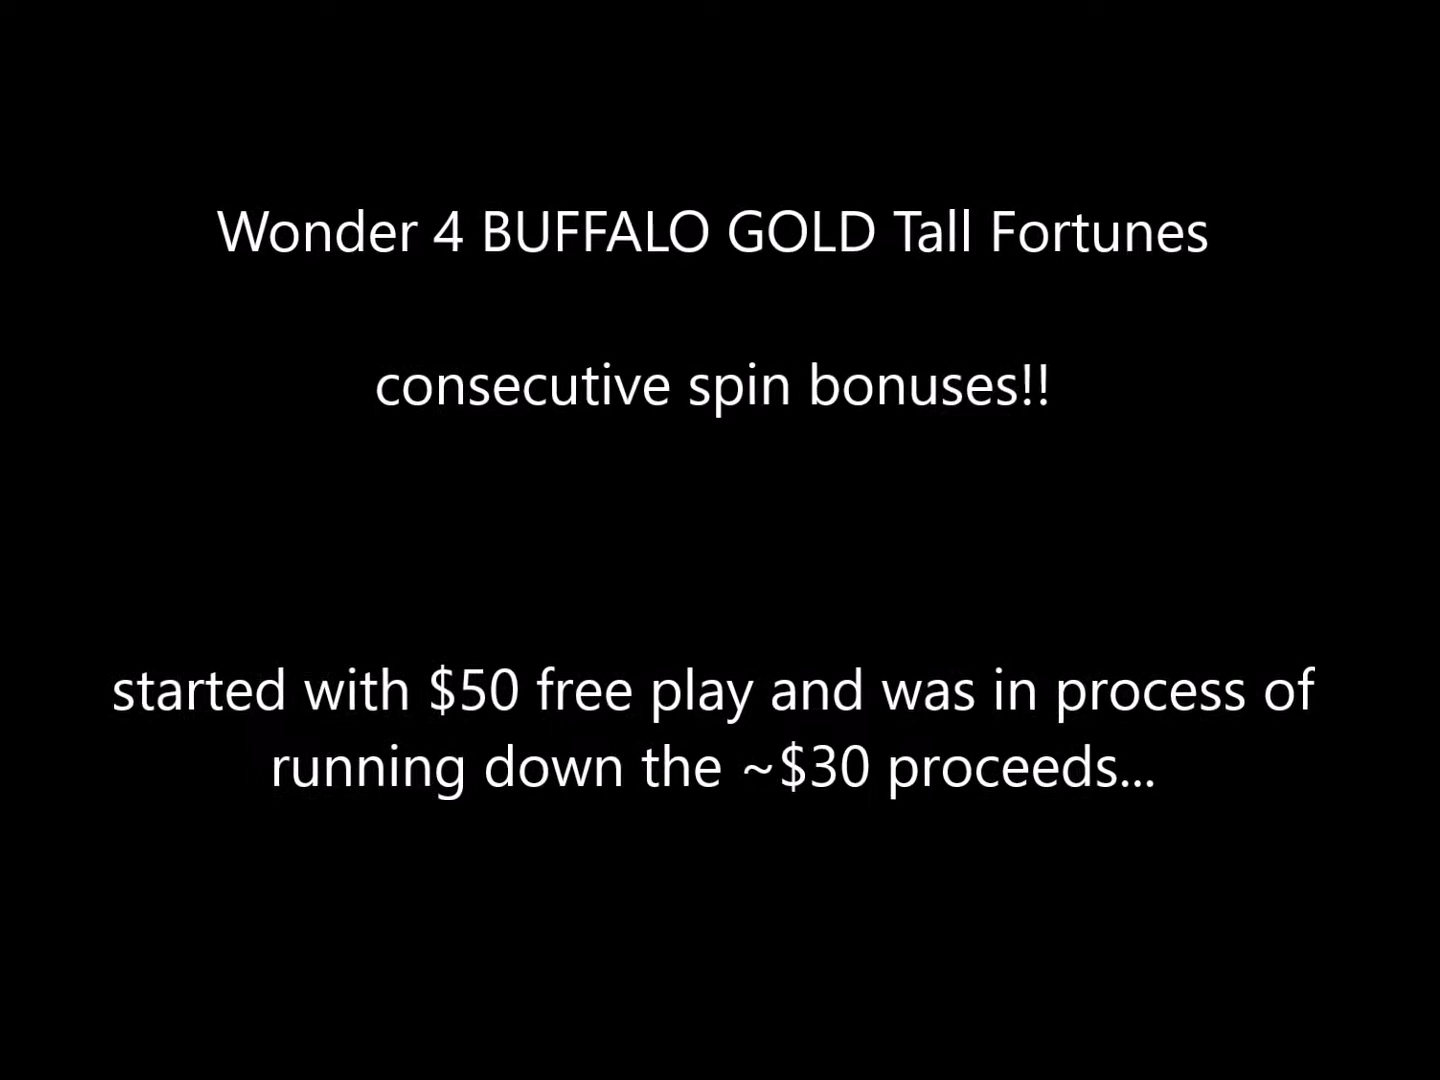 Wonder 4 BUFFALO GOLD Tall Fortunes
consecutive spin bonuses!!
started with $50 free play and was in process of
running down the ~$30 proceeds...